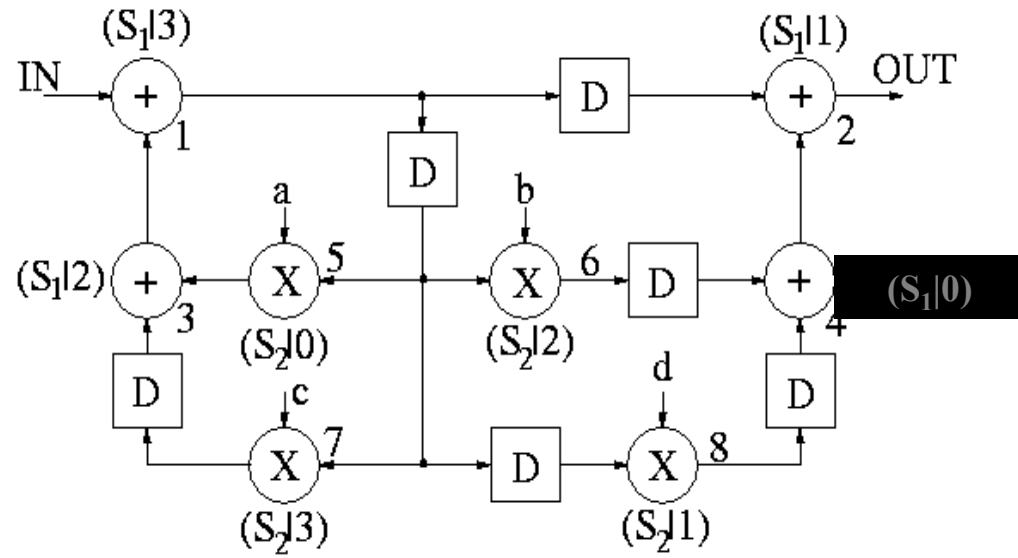 (S1|3) (S1|1)
IN + D + OUT
1 2
D
a b
(S1|2) + X 5 X 6 D + (S1|0)
3 4
(S2|0) (S2|2)
D c d D
X 7 D X 8
(S2|3) (S2|1)